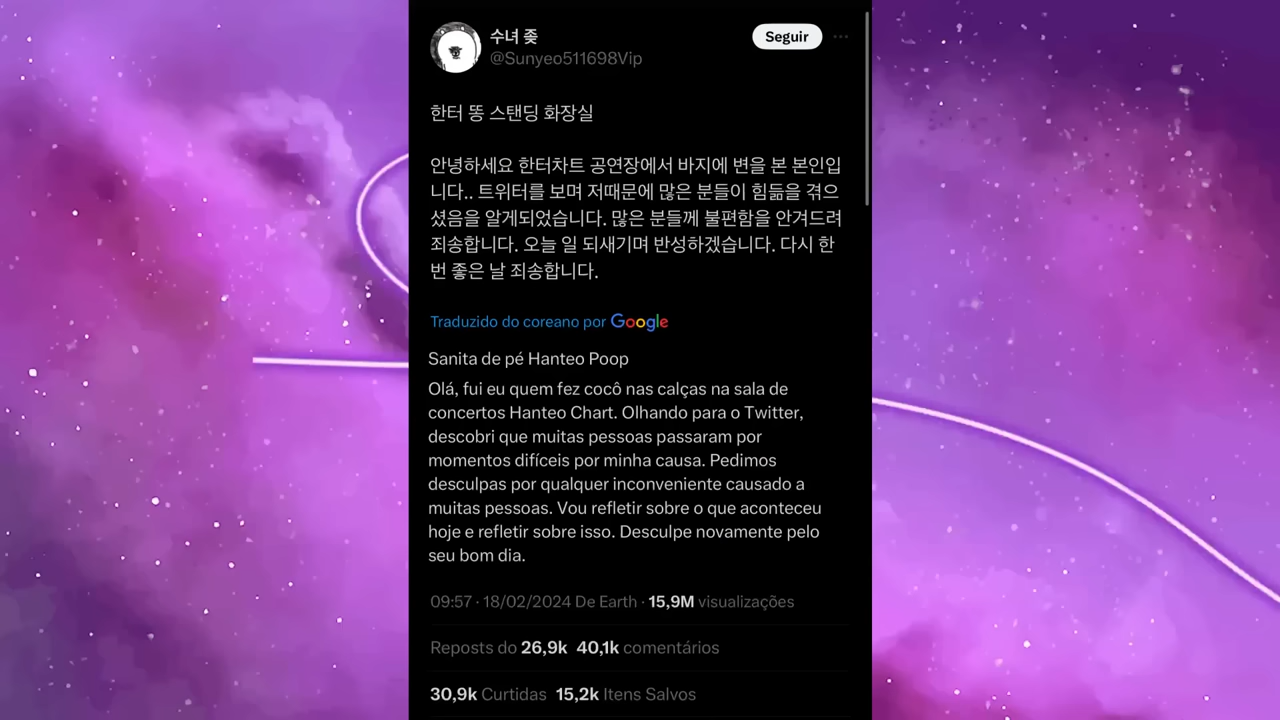 수녀 좆
@Sunyeo511698Vip
Seguir
한터 똥 스탠딩 화장실
안녕하세요 한터차트 공연장에서 바지에 변을 본 본인입
니다.. 트위터를 보며 저때문에 많은 분들이 힘듦을 겪으
셨음을 알게되었습니다. 많은 분들께 불편함을 안겨드려
죄송합니다. 오늘 일 되새기며 반성하겠습니다. 다시 한
번 좋은 날 죄송합니다.
Traduzido do coreano por Google
Sanita de pé Hanteo Poop
Olá, fui eu quem fez cocô nas calças na sala de
concertos Hanteo Chart. Olhando para o Twitter,
descobri que muitas pessoas passaram por
momentos difíceis por minha causa. Pedimos
desculpas por qualquer inconveniente causado a
muitas pessoas. Vou refletir sobre o que aconteceu
hoje e refletir sobre isso. Desculpe novamente pelo
seu bom dia.
09:57 · 18/02/2024 De Earth · 15,9M visualizações
Reposts do 26,9k 40,1k comentários
30,9k Curtidas 15,2k Itens Salvos